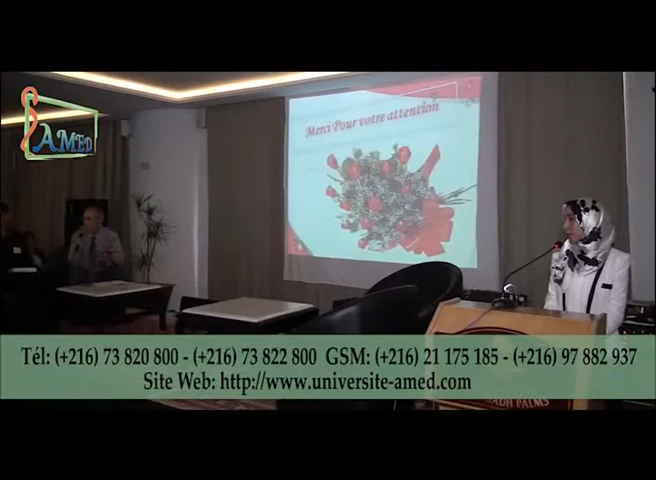 AMED
Merci Pour votre attention
Tél: (+216) 73 820 800 - (+216) 73 822 800 GSM: (+216) 21 175 185 - (+216) 97 882 937
Site Web: http://www.universite-amed.com
PALMS